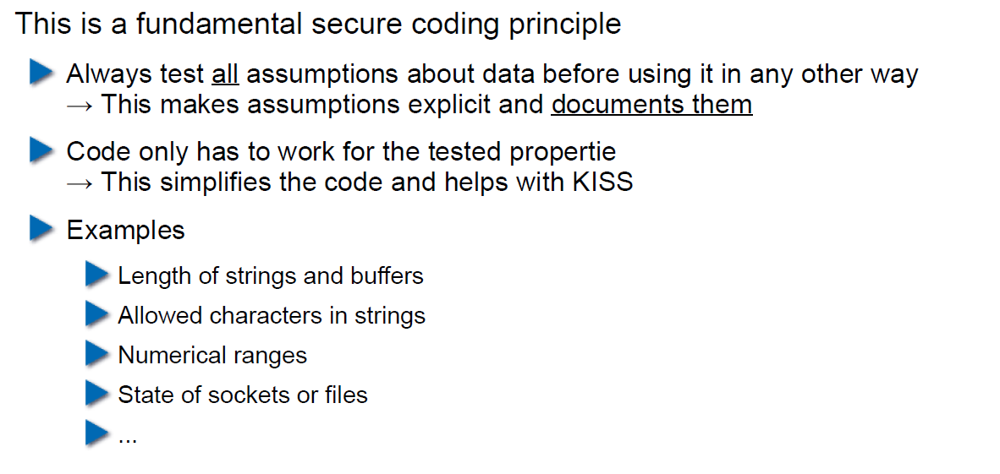 This is a fundamental secure coding principle
Always test all assumptions about data before using it in any other way
→ This makes assumptions explicit and documents them
Code only has to work for the tested propertie
→ This simplifies the code and helps with KISS
Examples
Length of strings and buffers
Allowed characters in strings
Numerical ranges
State of sockets or files
...